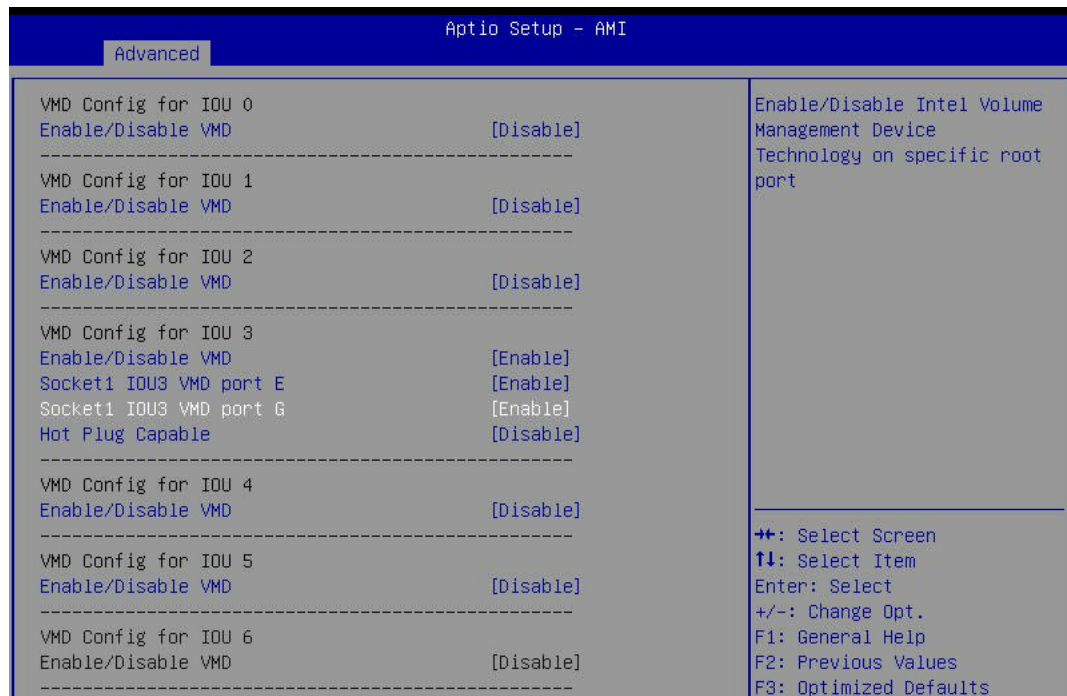 Aptio Setup - AMI
Advanced
VMD Config for IOU 0
Enable/Disable VMD [Disable]
------------------------------------------------
VMD Config for IOU 1
Enable/Disable VMD [Disable]
------------------------------------------------
VMD Config for IOU 2
Enable/Disable VMD [Disable]
------------------------------------------------
VMD Config for IOU 3
Enable/Disable VMD [Enable]
Socket1 IOU3 VMD port E [Enable]
Socket1 IOU3 VMD port G [Enable]
Hot Plug Capable [Disable]
------------------------------------------------
VMD Config for IOU 4
Enable/Disable VMD [Disable]
------------------------------------------------
VMD Config for IOU 5
Enable/Disable VMD [Disable]
------------------------------------------------
VMD Config for IOU 6
Enable/Disable VMD [Disable]
------------------------------------------------
Enable/Disable Intel Volume
Management Device
Technology on specific root
port
→←: Select Screen
↑↓: Select Item
Enter: Select
+/-: Change Opt.
F1: General Help
F2: Previous Values
F3: Optimized Defaults